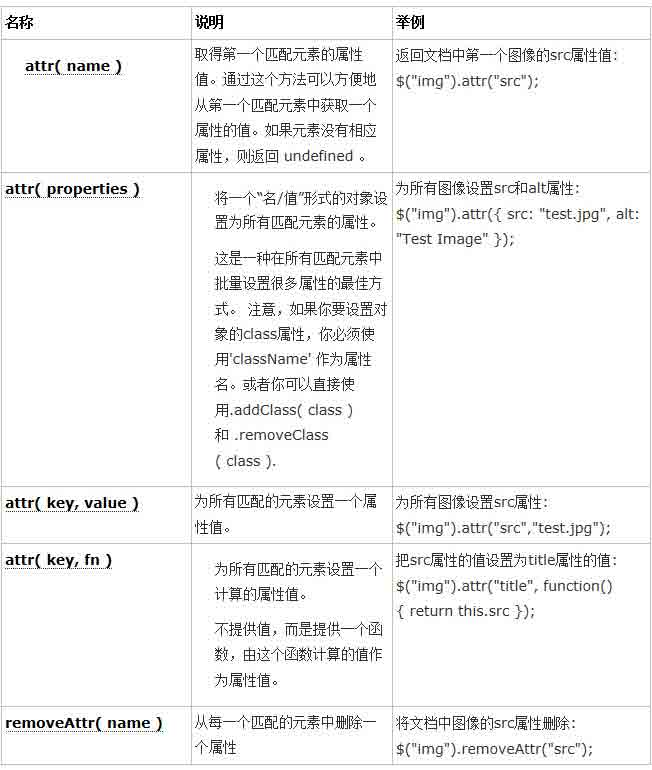 名称 说明 举例
attr( name )
取得第一个匹配元素的属性
值。通过这个方法可以方便地
从第一个匹配元素中获取一个
属性的值。如果元素没有相应
属性，则返回 undefined 。
返回文档中第一个图像的src属性值:
$("img").attr("src");
attr( properties )
将一个“名/值”形式的对象设
置为所有匹配元素的属性。
这是一种在所有匹配元素中
批量设置很多属性的最佳方
式。 注意，如果你要设置对
象的class属性，你必须使
用'className' 作为属性
名。或者你可以直接使
用.addClass( class )
和 .removeClass
( class ).
为所有图像设置src和alt属性:
$("img").attr({ src: "test.jpg", alt:
"Test Image" });
attr( key, value )
为所有匹配的元素设置一个属
性值。
为所有图像设置src属性:
$("img").attr("src","test.jpg");
attr( key, fn )
为所有匹配的元素设置一个
计算的属性值。
不提供值，而是提供一个函
数，由这个函数计算的值作
为属性值。
把src属性的值设置为title属性的值:
$("img").attr("title", function()
{ return this.src });
removeAttr( name )
从每一个匹配的元素中删除一
个属性
将文档中图像的src属性删除:
$("img").removeAttr("src");